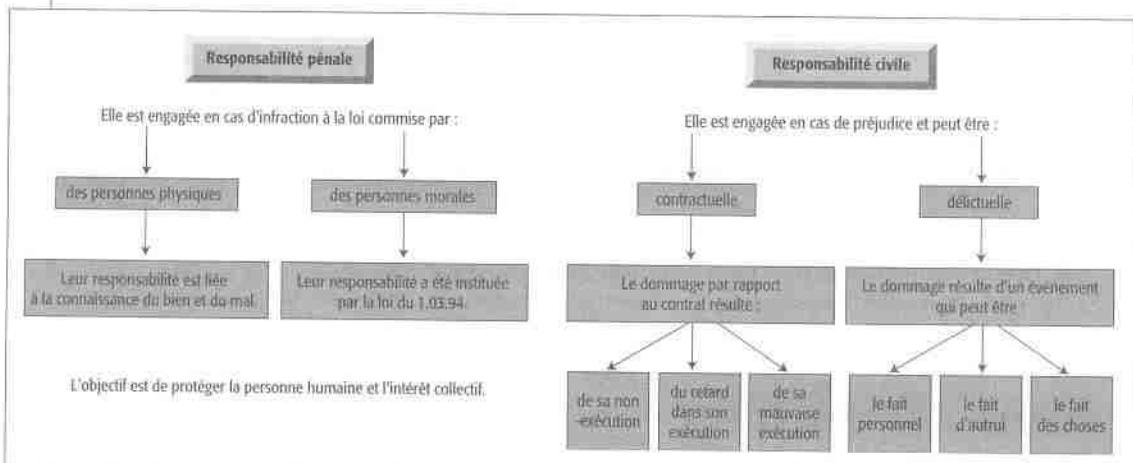 Responsabilité pénale
Elle est engagée en cas d'infraction à la loi commise par :
des personnes physiques
des personnes morales
Leur responsabilité est liée
à la connaissance du bien et du mal.
Leur responsabilité a été instituée
par la loi du 1.03.94.
L'objectif est de protéger la personne humaine et l'intérêt collectif.
Responsabilité civile
Elle est engagée en cas de préjudice et peut être :
contractuelle
délictuelle
Le dommage par rapport
au contrat résulte :
Le dommage résulte d'un évènement
qui peut être :
de sa non
-exécution
du retard
dans son
exécution
de sa
mauvaise
exécution
le fait
personnel
le fait
d'autrui
le fait
des choses